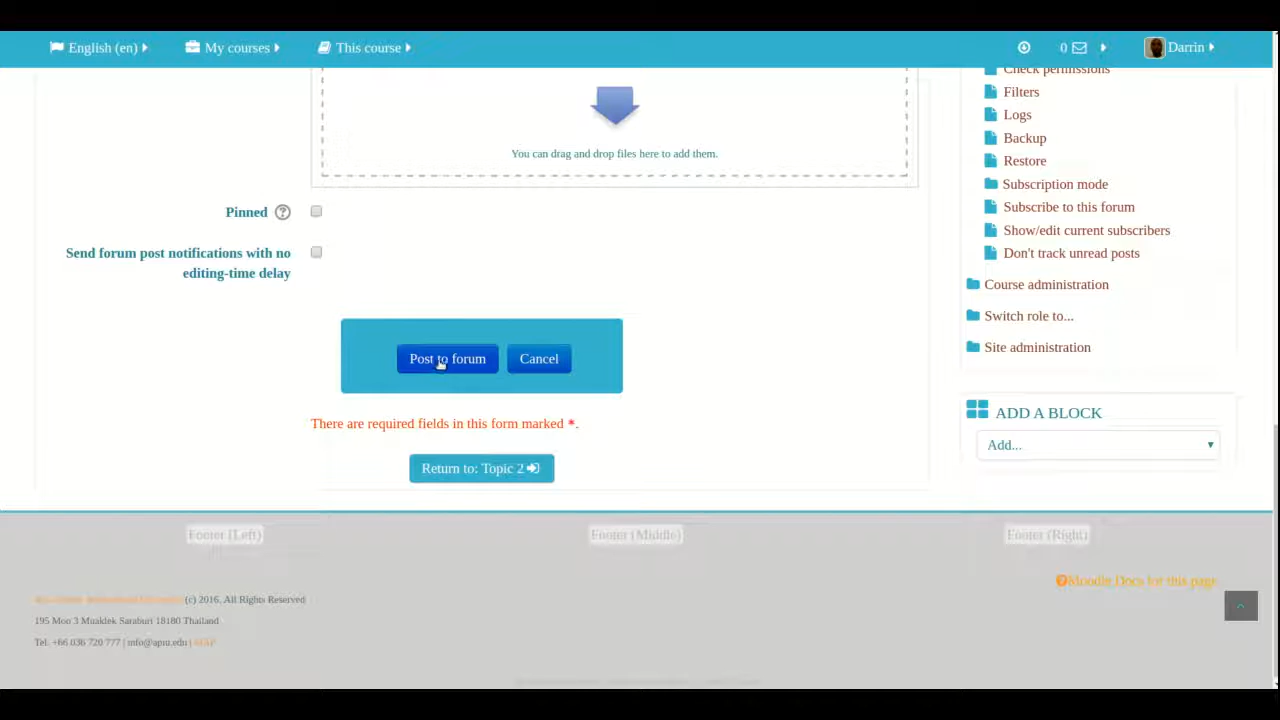 English (en)
My courses
This course
0
Darrin
Check permissions
Filters
Logs
You can drag and drop files here to add them.
Backup
Restore
Subscription mode
Pinned
Subscribe to this forum
Show/edit current subscribers
Send forum post notifications with no
editing-time delay
Don't track unread posts
Course administration
Switch role to...
Site administration
Post to forum
Cancel
ADD A BLOCK
There are required fields in this form marked *.
Add...
Return to: Topic 2
Footer (Left)
Footer (Middle)
Footer (Right)
Moodle Docs for this page
(c) 2016. All Rights Reserved
195 Moo 3 Muaklek Saraburi 18180 Thailand
Tel. +66 036 720 777 | info@apiu.edu |